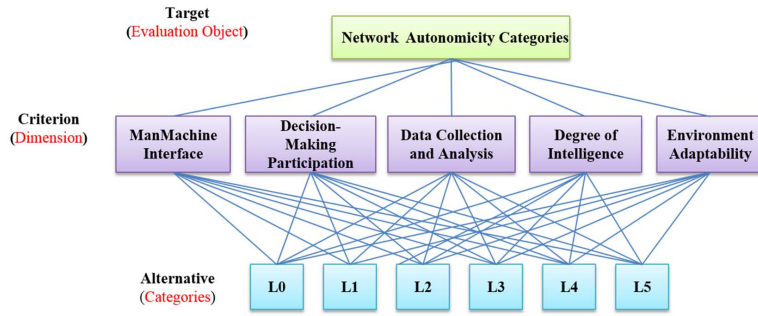 Target
(Evaluation Object)
Network Autonomicity Categories
Criterion
(Dimension)
ManMachine
Interface
Decision-
Making
Participation
Data Collection
and Analysis
Degree of
Intelligence
Environment
Adaptability
Alternative
(Categories)
L0
L1
L2
L3
L4
L5